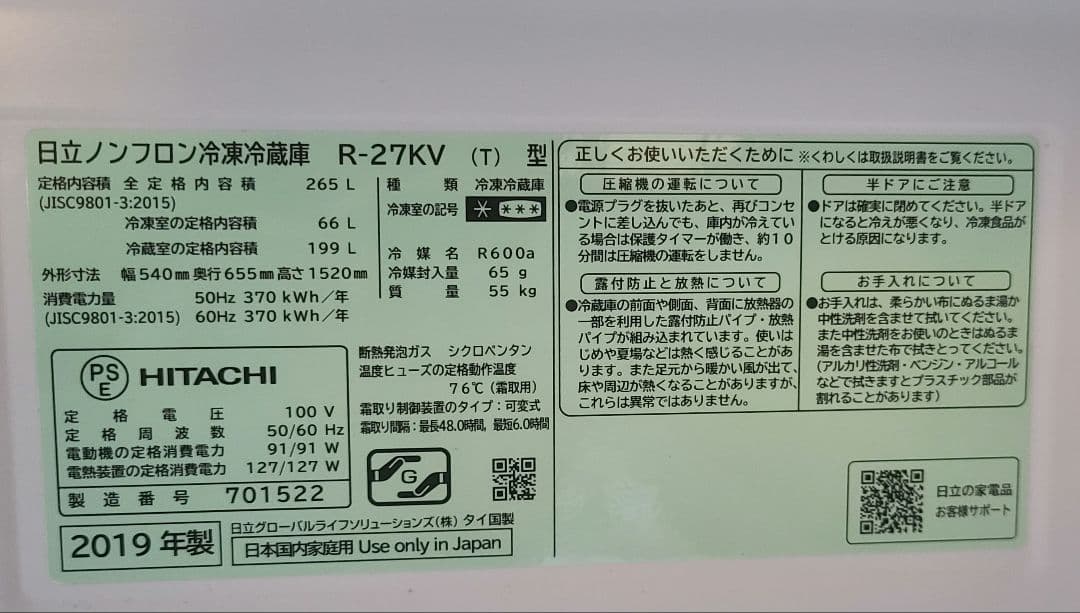 日立ノンフロン冷凍冷蔵庫 R-27KV (T) 型
定格内容積 全定格内容積 265 L
(JISC9801-3:2015)
冷凍室の定格内容積 66 L
冷蔵室の定格内容積 199 L
外形寸法 幅540mm奥行655mm高さ1520mm
消費電力量 50Hz 370 kWh/年
(JISC9801-3:2015) 60Hz 370 kWh/年
種類 冷凍冷蔵庫
冷凍室の記号 * ***
冷媒名 R600a
冷媒封入量 65 g
質量 55 kg
PS
E
HITACHI
定格電圧 100 V
定格周波数 50/60 Hz
電動機の定格消費電力 91/91 W
電熱装置の定格消費電力 127/127 W
製造番号 701522
断熱発泡ガス シクロペンタン
温度ヒューズの定格動作温度
76℃(霜取用)
霜取り制御装置のタイプ:可変式
霜取り間隔:最長48.0時間,最短6.0時間
G
2019年製
日立グローバルライフソリューションズ(株) タイ国製
日本国内家庭用 Use only in Japan
正しくお使いいただくために ※くわしくは取扱説明書をご覧ください。
圧縮機の運転について
●電源プラグを抜いたあと、再びコンセ
ントに差し込んでも、庫内が冷えてい
る場合は保護タイマーが働き、約10
分間は圧縮機の運転をしません。
露付防止と放熱について
●冷蔵庫の前面や側面、背面に放熱器の
一部を利用した露付防止パイプ・放熱
パイプが組み込まれています。使いは
じめや夏場などは熱く感じることがあ
ります。また足元から暖かい風が出て、
床や周辺が熱くなることがありますが、
これらは異常ではありません。
半ドアにご注意
●ドアは確実に閉めてください。半ドア
になると冷えが悪くなり、冷凍食品が
とける原因になります。
お手入れについて
●お手入れは、柔らかい布にぬるま湯か
中性洗剤を含ませて拭いてください。
また中性洗剤をお使いのときはぬるま
湯を含ませた布で拭きとってください。
(アルカリ性洗剤・ベンジン・アルコール
などで拭きますとプラスチック部品が
割れることがあります)
日立の家電品
お客様サポート